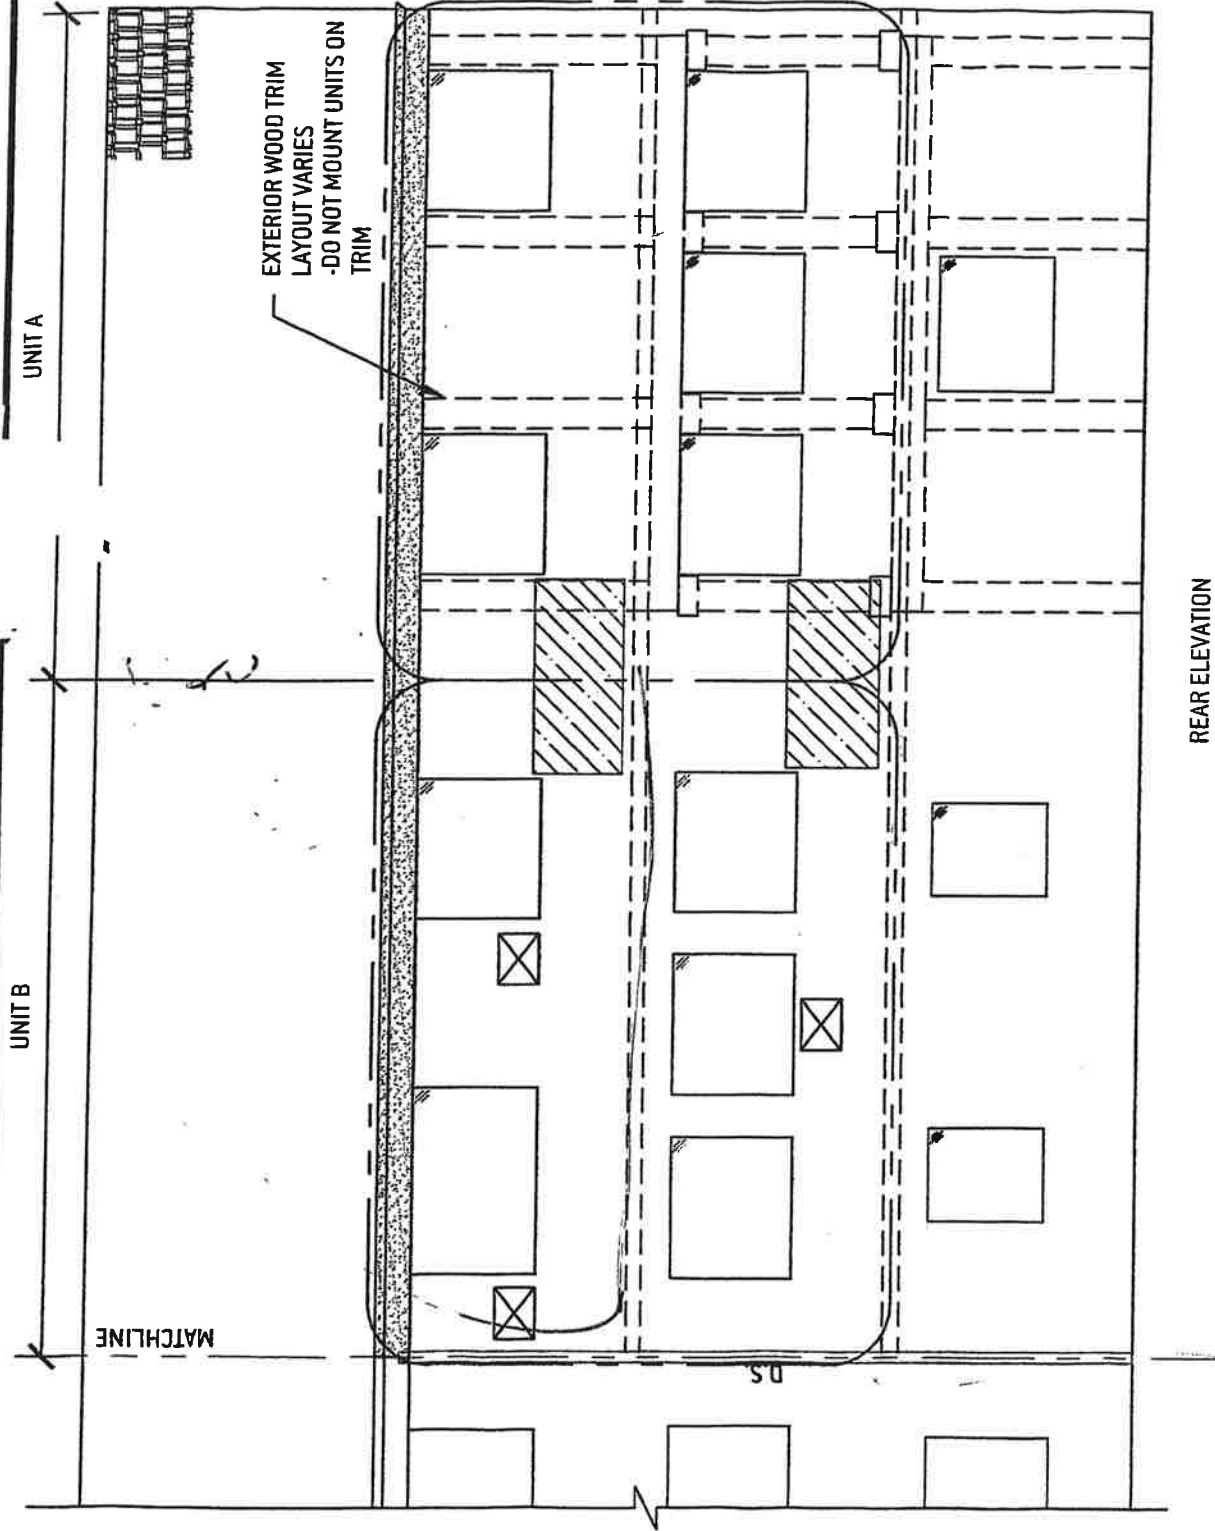 UNIT B
UNIT A
EXTERIOR WOOD TRIM
LAYOUT VARIES
-DO NOT MOUNT UNITS ON
TRIM
MATCHLINE
D.S.
REAR ELEVATION